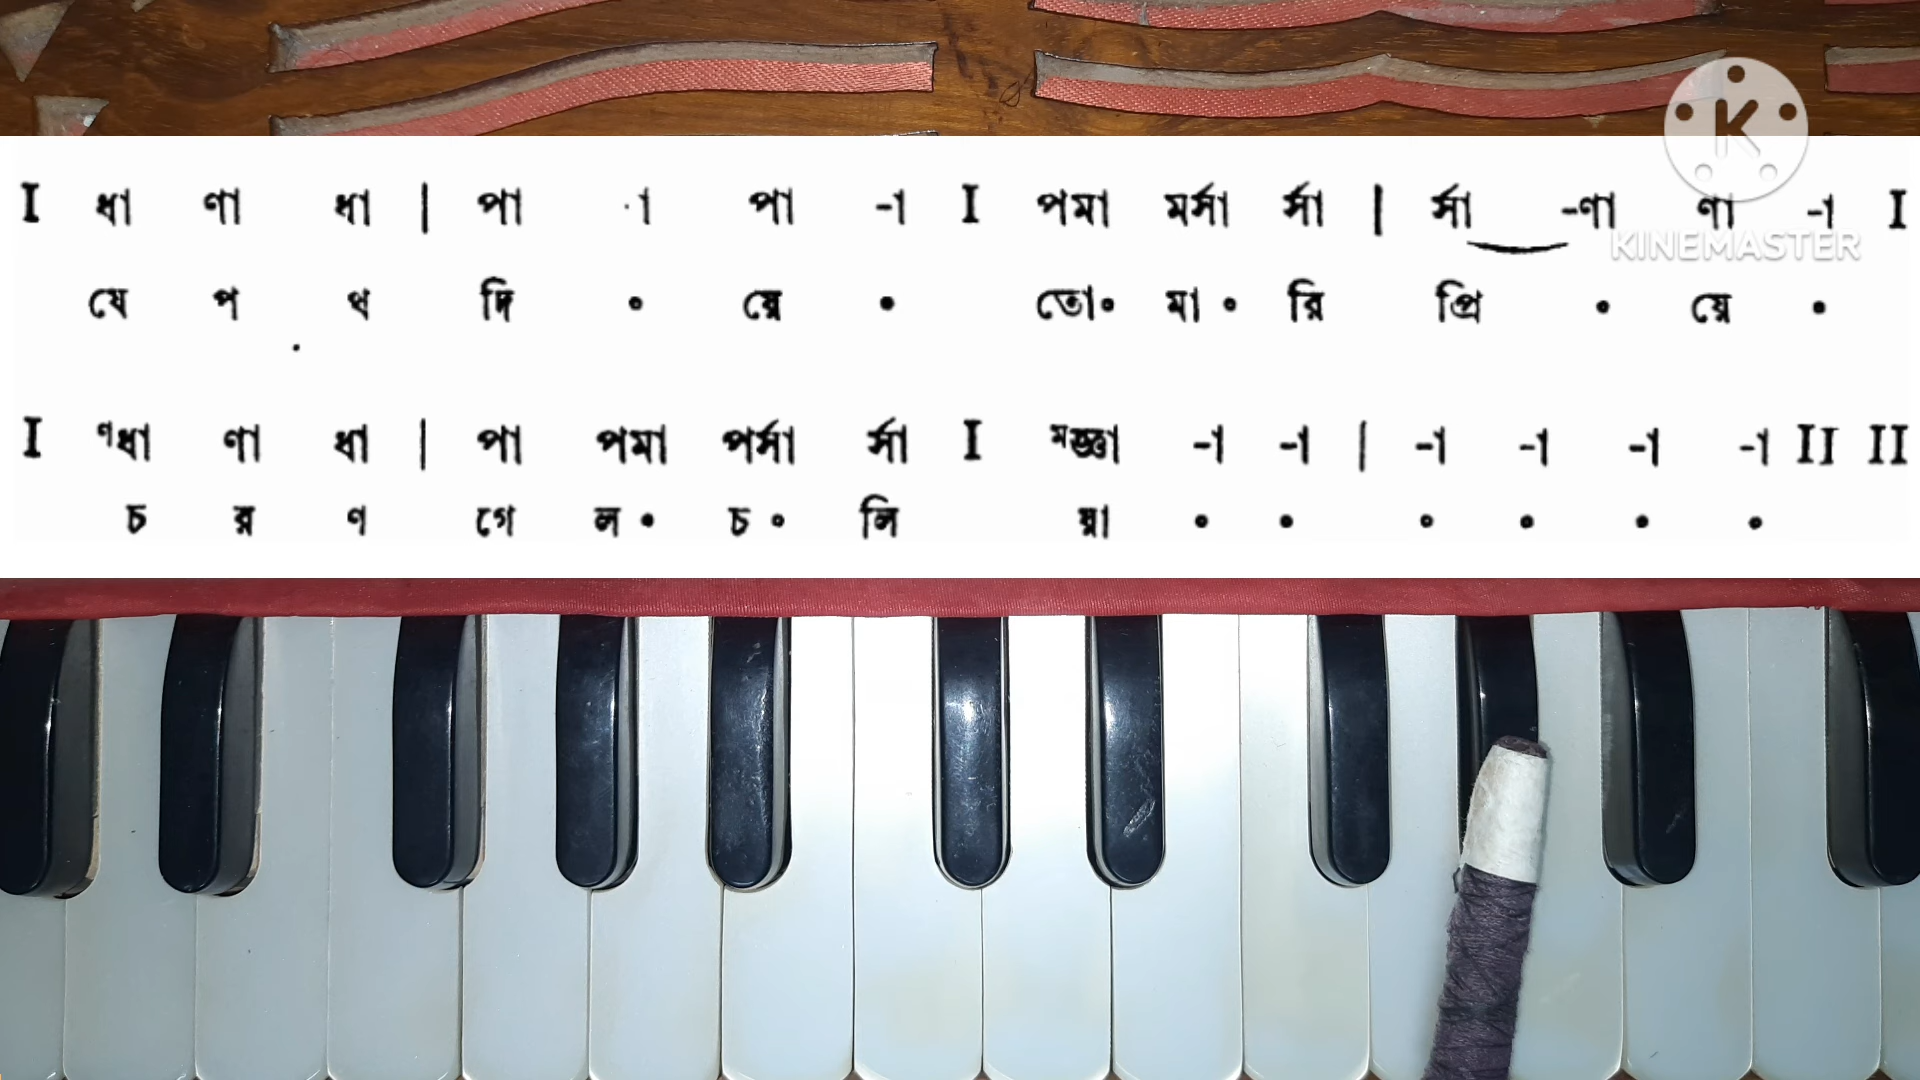 I ধা ণা ধা | পা -া পা -া I পমা মর্সা র্সা | র্সা -ণা ণা -া I
যে প থ দি ॰ য়ে ॰ তো॰ মা॰ রি প্রি ॰ য়ে ॰
I ণধা ণা ধা | পা পমা পর্সা র্সা I মজ্ঞা -া -া | -া -া -া -া II II
চ র ণ গে ল॰ চ॰ লি য়া ॰ ॰ ॰ ॰ ॰ ॰
K
KINEMASTER